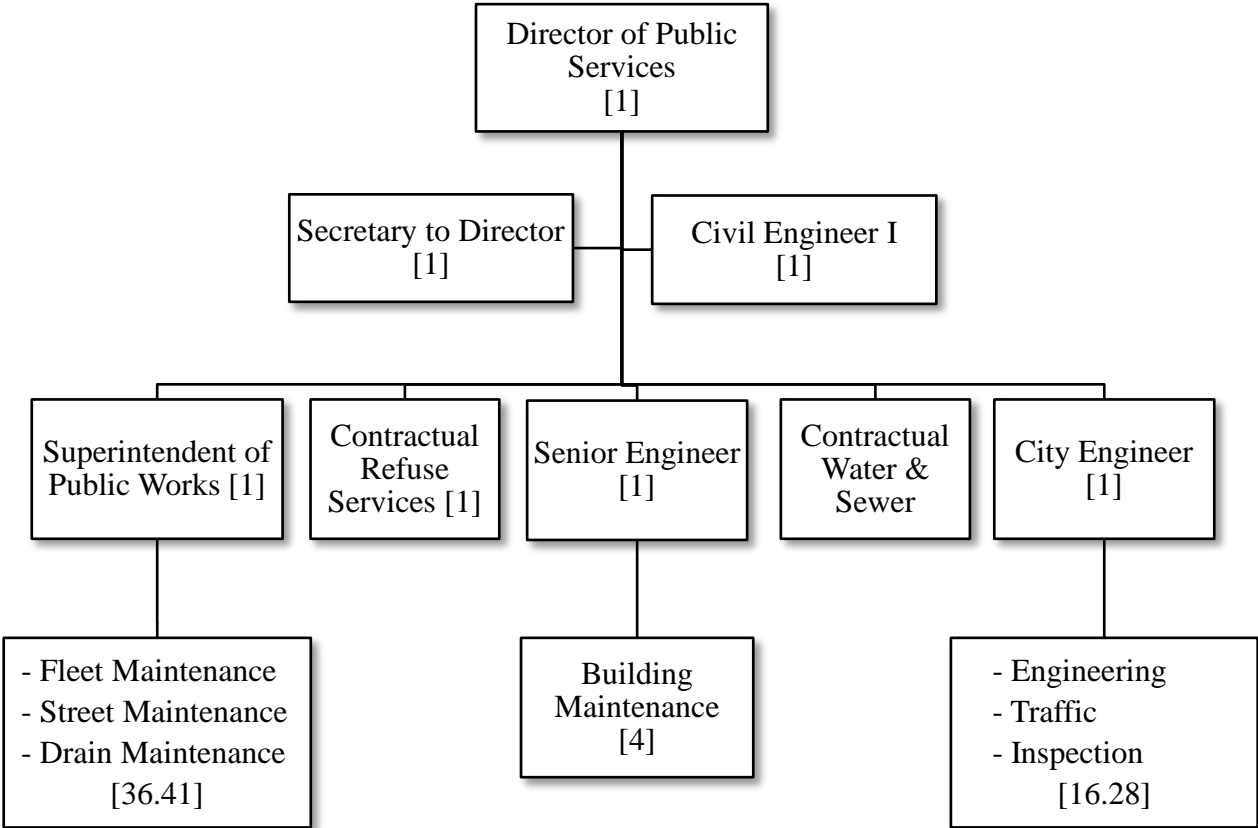 Director of Public
Services
[1]
Secretary to Director
[1]
Civil Engineer I
[1]
Superintendent of
Public Works [1]
Contractual
Refuse
Services [1]
Senior Engineer
[1]
Contractual
Water &
Sewer
City Engineer
[1]
- Fleet Maintenance
- Street Maintenance
- Drain Maintenance
[36.41]
Building
Maintenance
[4]
- Engineering
- Traffic
- Inspection
[16.28]